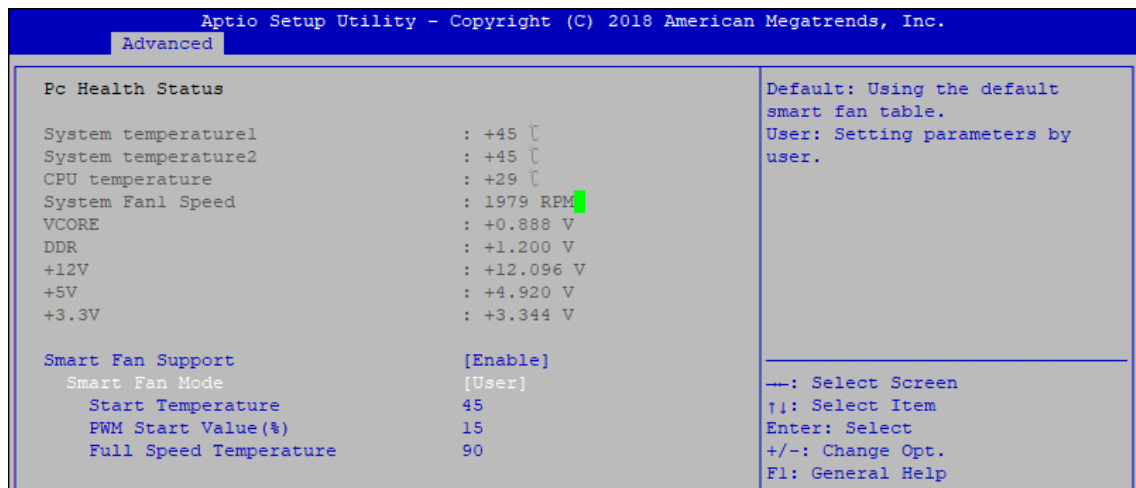 Aptio Setup Utility - Copyright (C) 2018 American Megatrends, Inc.
Advanced
Pc Health Status
System temperature1 : +45 ℃
System temperature2 : +45 ℃
CPU temperature : +29 ℃
System Fan1 Speed : 1979 RPM
VCORE : +0.888 V
DDR : +1.200 V
+12V : +12.096 V
+5V : +4.920 V
+3.3V : +3.344 V
Smart Fan Support [Enable]
Smart Fan Mode [User]
Start Temperature 45
PWM Start Value(%) 15
Full Speed Temperature 90
Default: Using the default
smart fan table.
User: Setting parameters by
user.
→←: Select Screen
↑↓: Select Item
Enter: Select
+/-: Change Opt.
F1: General Help